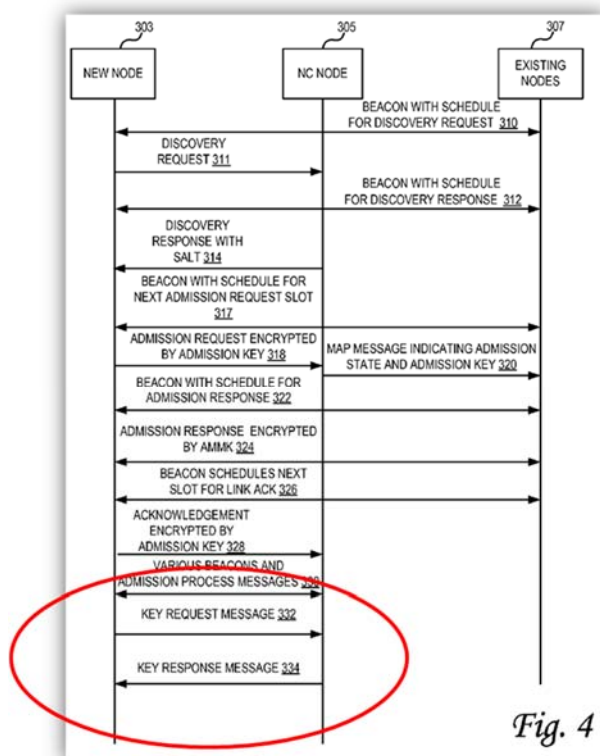 303
305
307
NEW NODE
NC NODE
EXISTING
NODES
BEACON WITH SCHEDULE
FOR DISCOVERY REQUEST 310
DISCOVERY
REQUEST 311
BEACON WITH SCHEDULE
FOR DISCOVERY RESPONSE 312
DISCOVERY
RESPONSE WITH
SALT 314
BEACON WITH SCHEDULE FOR
NEXT ADMISSION REQUEST SLOT
317
ADMISSION REQUEST ENCRYPTED
BY ADMISSION KEY 318
MAP MESSAGE INDICATING ADMISSION
STATE AND ADMISSION KEY 320
BEACON WITH SCHEDULE FOR
ADMISSION RESPONSE 322
ADMISSION RESPONSE ENCRYPTED
BY AMMK 324
BEACON SCHEDULES NEXT
SLOT FOR LINK ACK 326
ACKNOWLEDGEMENT
ENCRYPTED BY
ADMISSION KEY 328
VARIOUS BEACONS AND
ADMISSION PROCESS MESSAGES
KEY REQUEST MESSAGE 332
KEY RESPONSE MESSAGE 334
Fig. 4